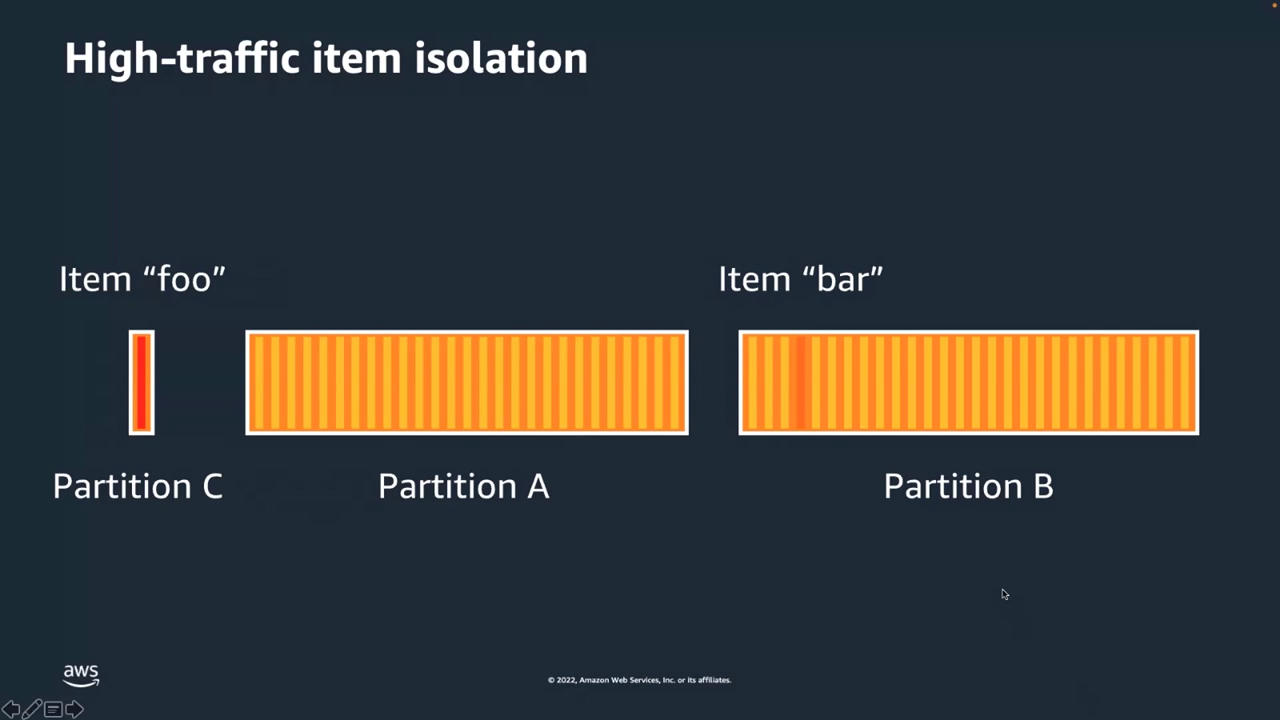 High-traffic item isolation
Item “foo”
Item “bar”
Partition C
Partition A
Partition B
aws
© 2022, Amazon Web Services, Inc. or its affiliates.